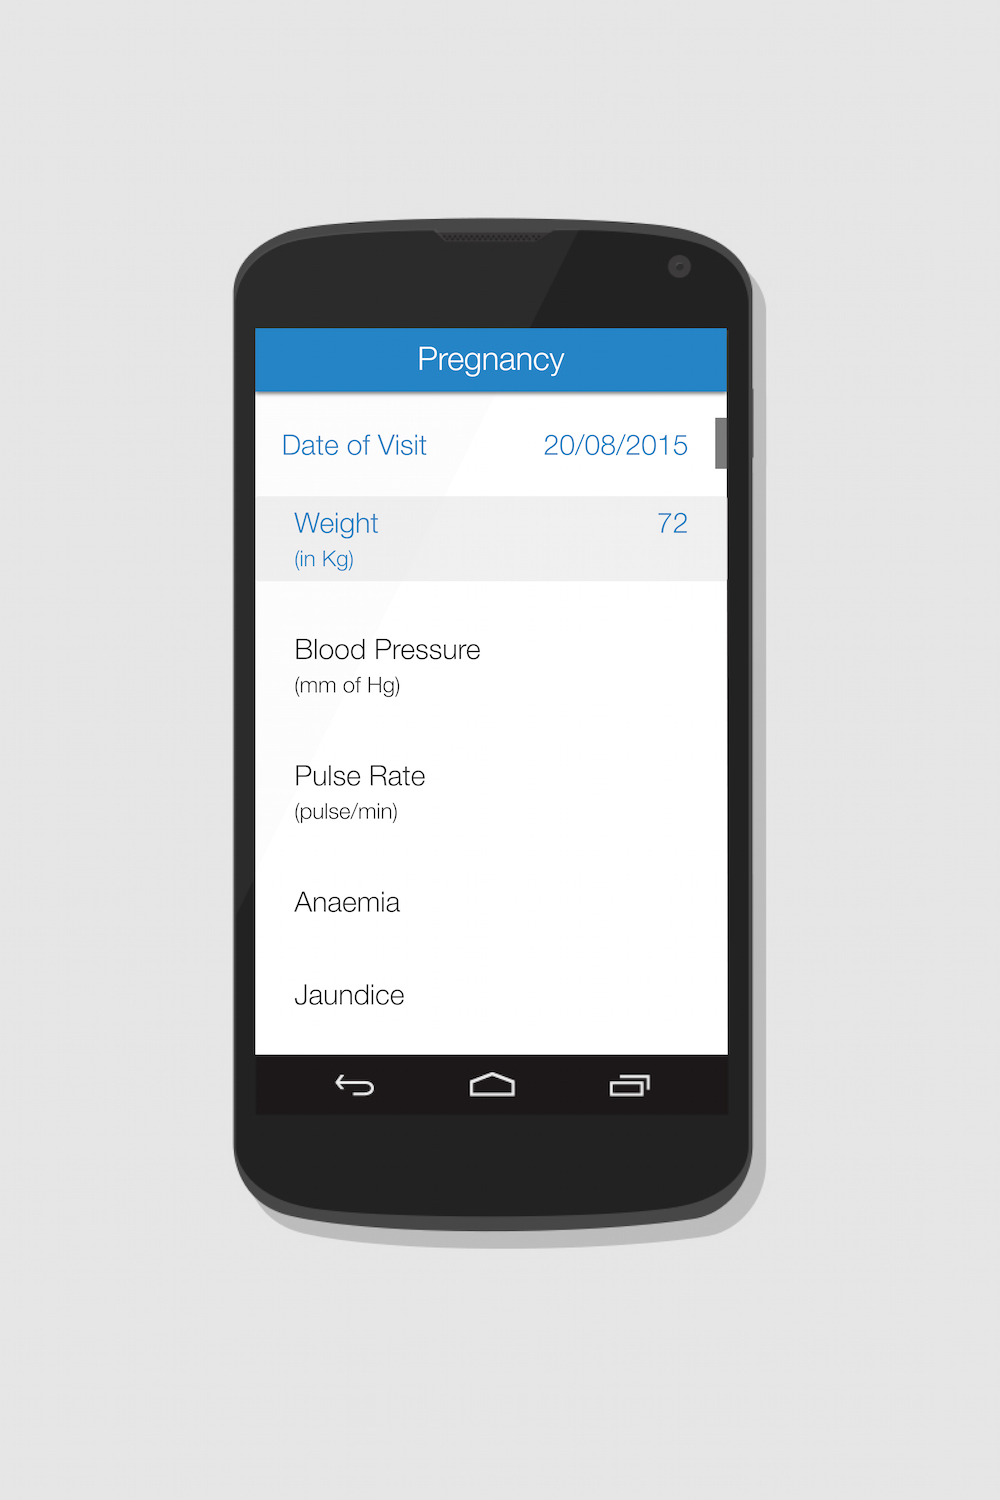 Pregnancy
Date of Visit 20/08/2015
Weight 72
(in Kg)
Blood Pressure
(mm of Hg)
Pulse Rate
(pulse/min)
Anaemia
Jaundice